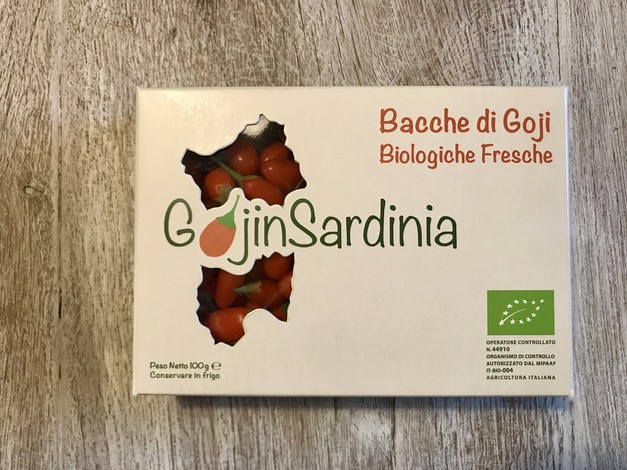 Bacche di Goji
Biologiche Fresche
GojinSardinia
Peso Netto 100g ℮
Conservare in frigo
OPERATORE CONTROLLATO
N. 44910
ORGANISMO DI CONTROLLO
AUTORIZZATO DAL MIPAAF
IT-BIO-004
AGRICOLTURA ITALIANA